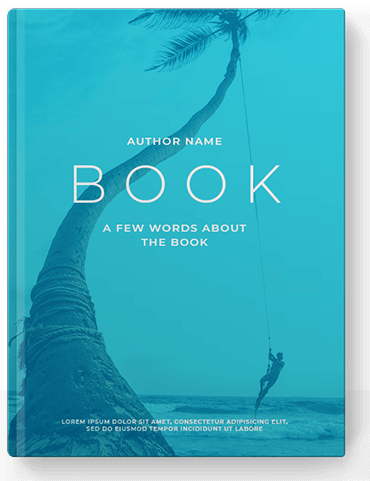 AUTHOR NAME
BOOK
A FEW WORDS ABOUT
THE BOOK
LOREM IPSUM DOLOR SIT AMET, CONSECTETUR ADIPISICING ELIT,
SED DO EIUSMOD TEMPOR INCIDIDUNT UT LABORE